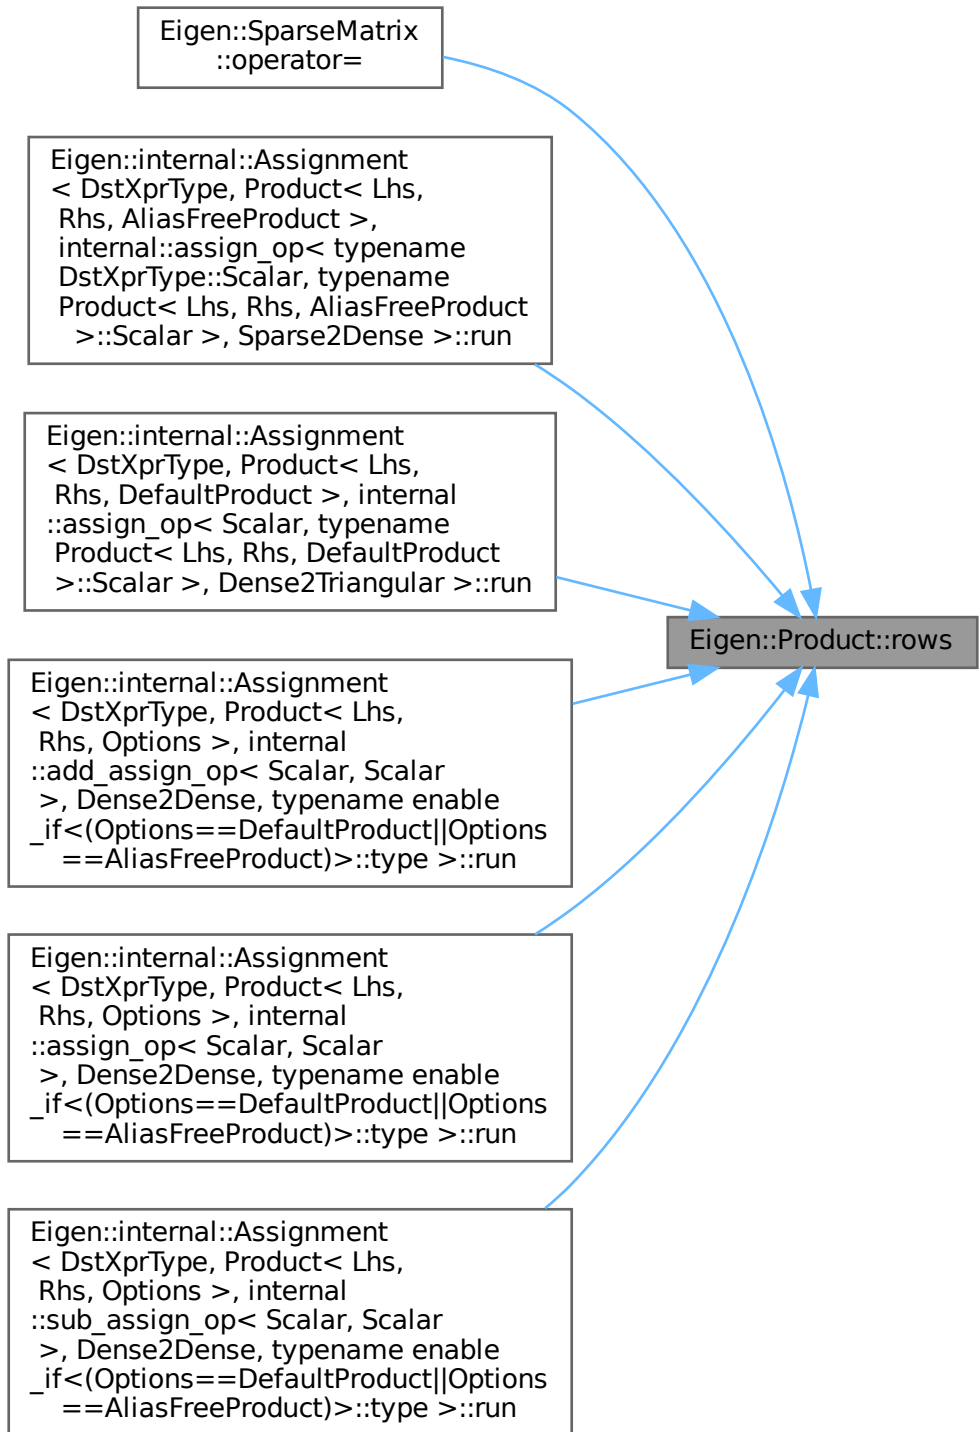 Eigen::SparseMatrix
::operator=
Eigen::internal::Assignment
< DstXprType, Product< Lhs,
Rhs, AliasFreeProduct >,
internal::assign_op< typename
DstXprType::Scalar, typename
Product< Lhs, Rhs, AliasFreeProduct
>::Scalar >, Sparse2Dense >::run
Eigen::internal::Assignment
< DstXprType, Product< Lhs,
Rhs, DefaultProduct >, internal
::assign_op< Scalar, typename
Product< Lhs, Rhs, DefaultProduct
>::Scalar >, Dense2Triangular >::run
Eigen::Product::rows
Eigen::internal::Assignment
< DstXprType, Product< Lhs,
Rhs, Options >, internal
::add_assign_op< Scalar, Scalar
>, Dense2Dense, typename enable
_if<(Options==DefaultProduct||Options
==AliasFreeProduct)>::type >::run
Eigen::internal::Assignment
< DstXprType, Product< Lhs,
Rhs, Options >, internal
::assign_op< Scalar, Scalar
>, Dense2Dense, typename enable
_if<(Options==DefaultProduct||Options
==AliasFreeProduct)>::type >::run
Eigen::internal::Assignment
< DstXprType, Product< Lhs,
Rhs, Options >, internal
::sub_assign_op< Scalar, Scalar
>, Dense2Dense, typename enable
_if<(Options==DefaultProduct||Options
==AliasFreeProduct)>::type >::run